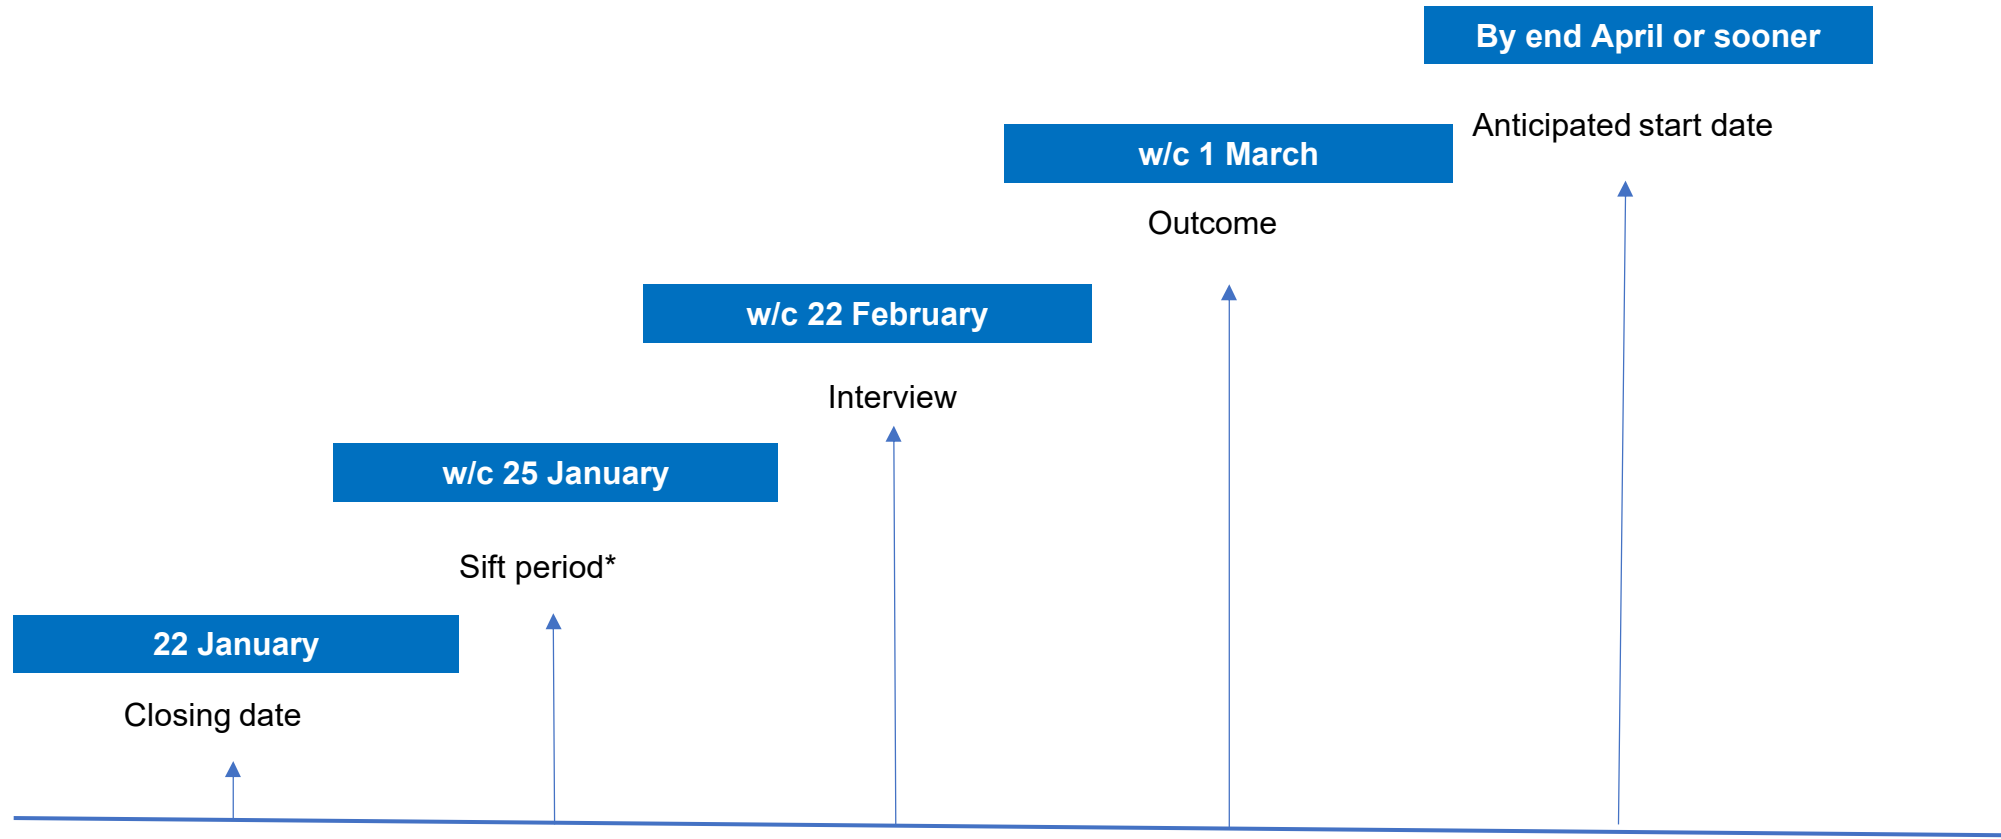 By end April or sooner
Anticipated start date
w/c 1 March
Outcome
w/c 22 February
Interview
w/c 25 January
Sift period*
22 January
Closing date